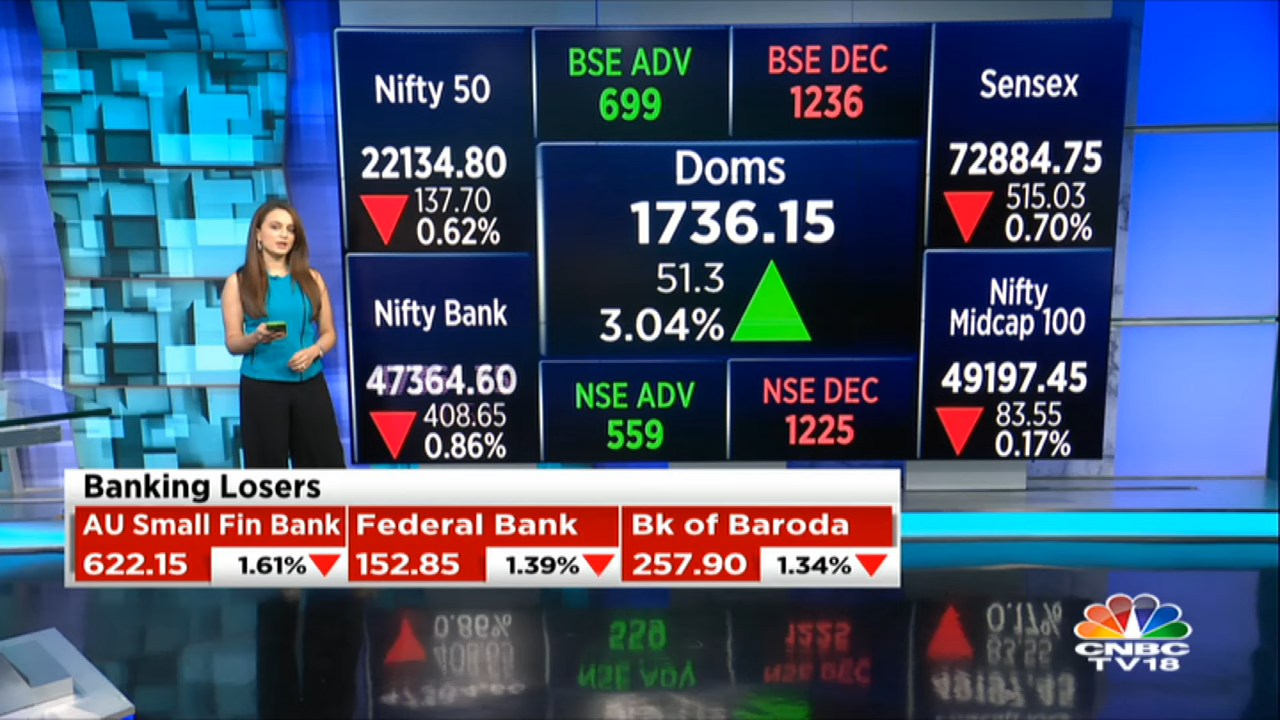 Nifty 50
22134.80
137.70
0.62%
BSE ADV
699
BSE DEC
1236
Sensex
72884.75
515.03
0.70%
Doms
1736.15
51.3
3.04%
Nifty Bank
47364.60
408.65
0.86%
NSE ADV
559
NSE DEC
1225
Nifty
Midcap 100
49197.45
83.55
0.17%
Banking Losers
AU Small Fin Bank
622.15
1.61%
Federal Bank
152.85
1.39%
Bk of Baroda
257.90
1.34%
CNBC
TV18